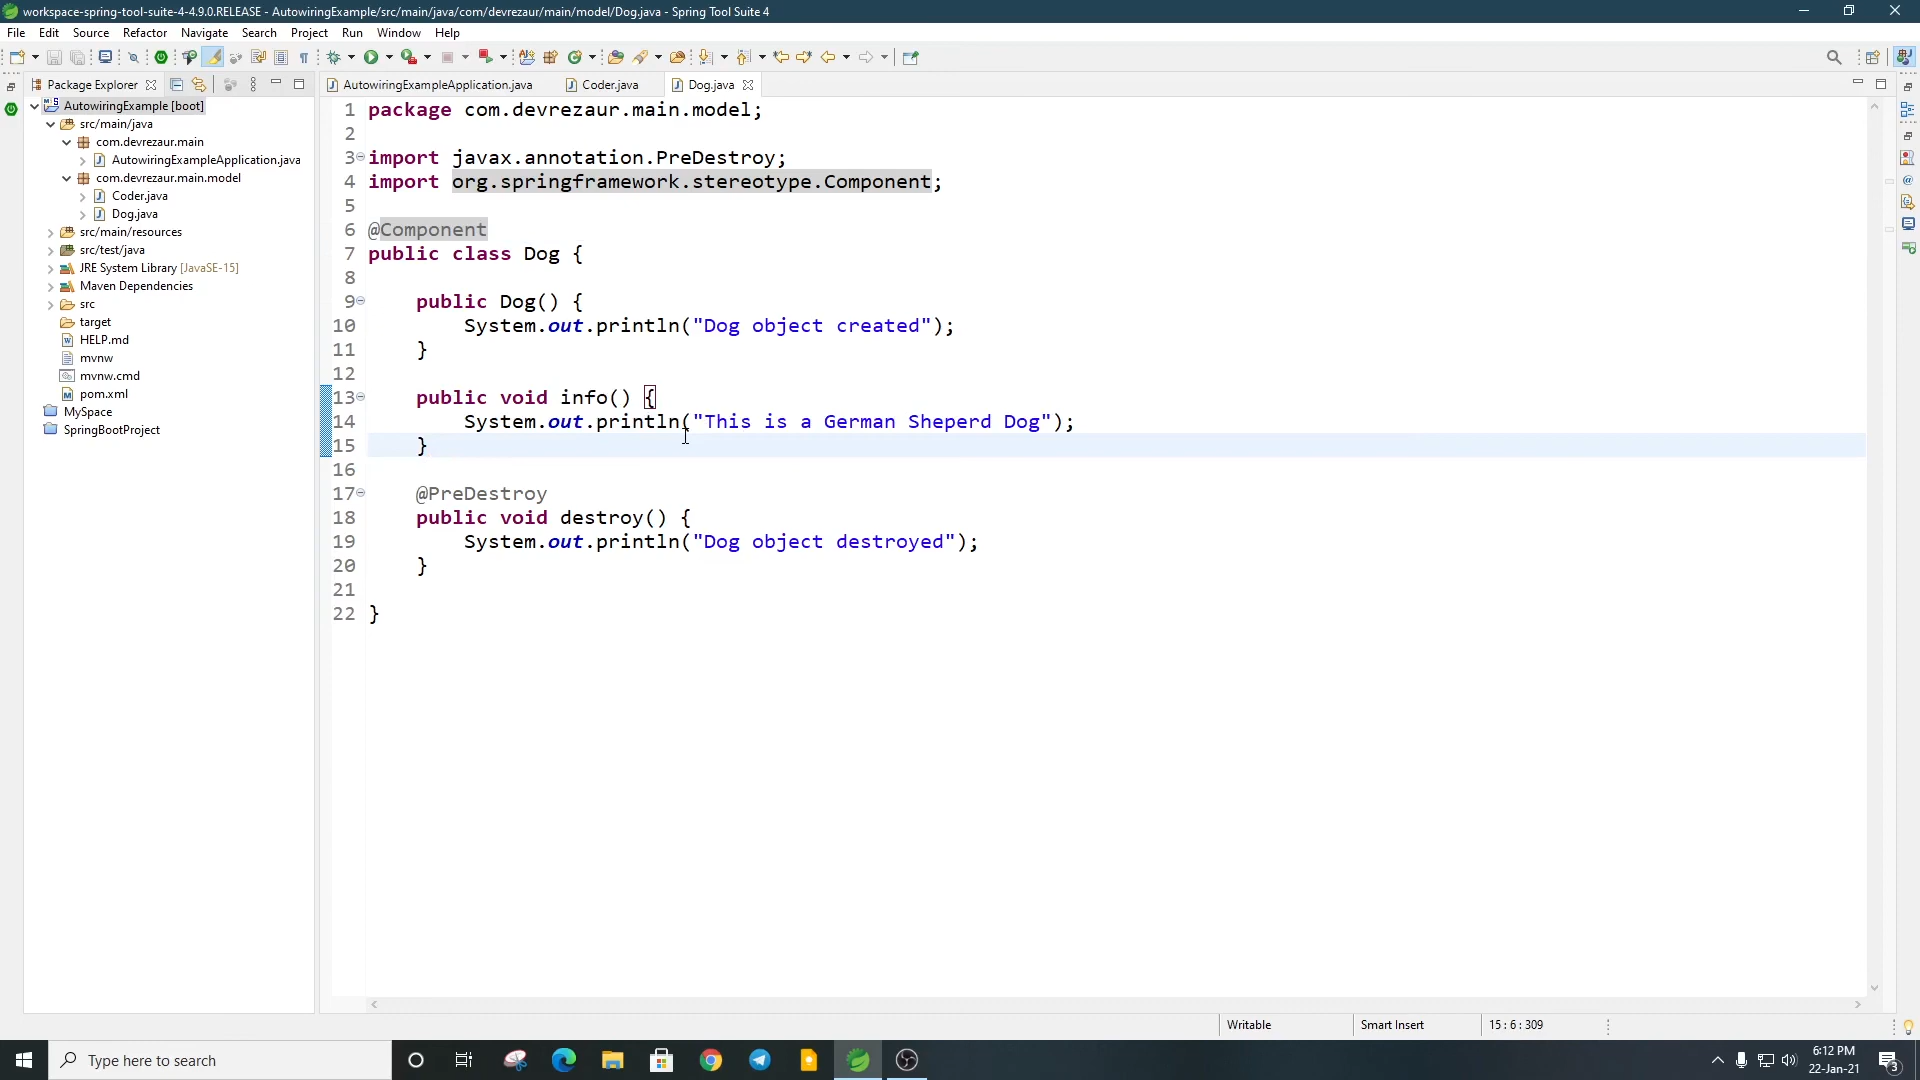 workspace-spring-tool-suite-4-4.9.0.RELEASE - AutowiringExample/src/main/java/com/devrezaur/main/model/Dog.java - Spring Tool Suite 4
File Edit Source Refactor Navigate Search Project Run Window Help
Package Explorer
AutowiringExampleApplication.java Coder.java Dog.java
AutowiringExample [boot]
src/main/java
com.devrezaur.main
AutowiringExampleApplication.java
com.devrezaur.main.model
Coder.java
Dog.java
src/main/resources
src/test/java
JRE System Library [JavaSE-15]
Maven Dependencies
src
target
HELP.md
mvnw
mvnw.cmd
pom.xml
MySpace
SpringBootProject
1 package com.devrezaur.main.model;
2
3 import javax.annotation.PreDestroy;
4 import org.springframework.stereotype.Component;
5
6 @Component
7 public class Dog {
8
9 public Dog() {
10 System.out.println("Dog object created");
11 }
12
13 public void info() {
14 System.out.println("This is a German Sheperd Dog");
15 }
16
17 @PreDestroy
18 public void destroy() {
19 System.out.println("Dog object destroyed");
20 }
21
22 }
Writable Smart Insert 15 : 6 : 309
Type here to search
6:12 PM
22-Jan-21
3